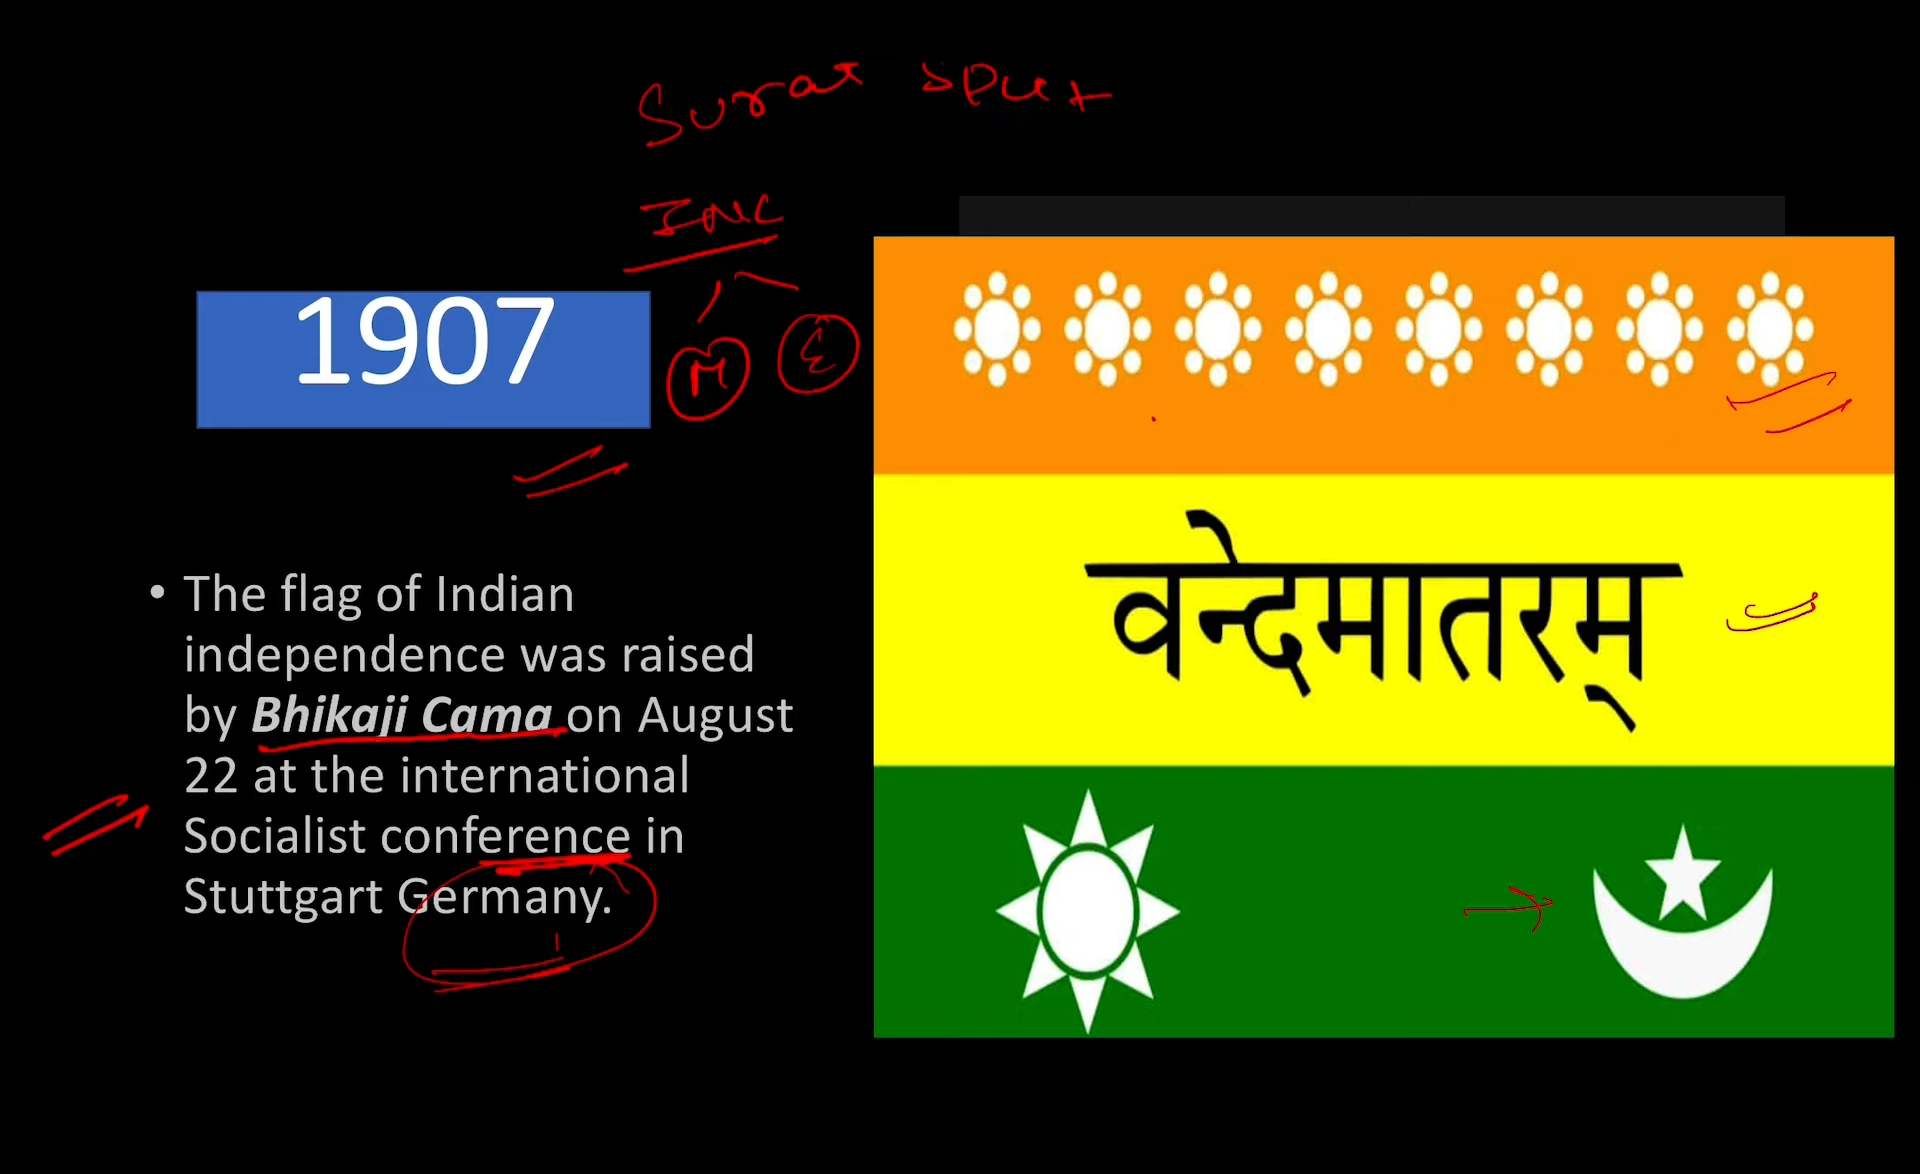 Surat split
INC
M E
1907
• The flag of Indian
independence was raised
by Bhikaji Cama on August
22 at the international
Socialist conference in
Stuttgart Germany.
वन्देमातरम्